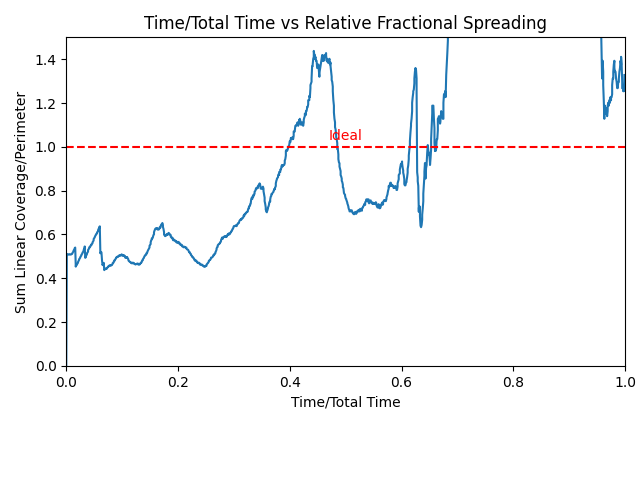 Time/Total Time vs Relative Fractional Spreading
Sum Linear Coverage/Perimeter
1.4
1.2
1.0
0.8
0.6
0.4
0.2
0.0
Ideal
0.0 0.2 0.4 0.6 0.8 1.0
Time/Total Time